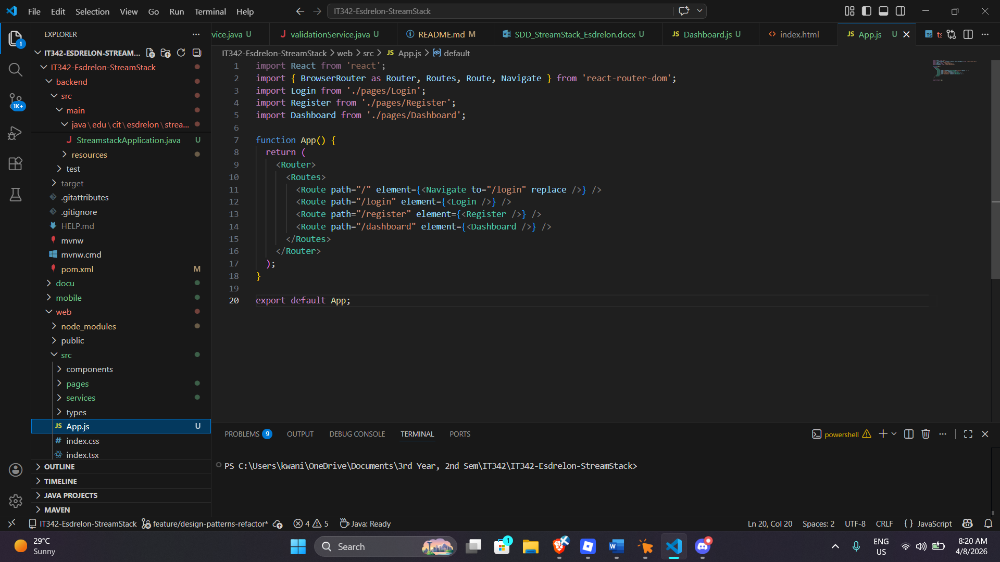 File Edit Selection View Go Run Terminal Help
IT342-Esdrelon-StreamStack
EXPLORER
1
1K+
IT342-ESDRELON-STREAM...
IT342-Esdrelon-StreamStack
backend
src
main
java\edu\cit\esdrelon\strea...
StreamstackApplication.java U
resources
test
target
.gitattributes
.gitignore
HELP.md
mvnw
mvnw.cmd
pom.xml M
docu
mobile
web
node_modules
public
src
components
pages
services
types
App.js U
index.css
index.tsx
OUTLINE
TIMELINE
JAVA PROJECTS
MAVEN
vice.java U
validationService.java U
README.md M
SDD_StreamStack_Esdrelon.docx U
JS Dashboard.js U
index.html
JS App.js U
TS ts
IT342-Esdrelon-StreamStack > web > src > JS App.js > default
1 import React from 'react';
2 import { BrowserRouter as Router, Routes, Route, Navigate } from 'react-router-dom';
3 import Login from './pages/Login';
4 import Register from './pages/Register';
5 import Dashboard from './pages/Dashboard';
6
7 function App() {
8 return (
9 <Router>
10 <Routes>
11 <Route path="/" element={<Navigate to="/login" replace />} />
12 <Route path="/login" element={<Login />} />
13 <Route path="/register" element={<Register />} />
14 <Route path="/dashboard" element={<Dashboard />} />
15 </Routes>
16 </Router>
17 );
18 }
19
20 export default App;
PROBLEMS 9 OUTPUT DEBUG CONSOLE TERMINAL PORTS
powershell
PS C:\Users\kwani\OneDrive\Documents\3rd Year, 2nd Sem\IT342\IT342-Esdrelon-StreamStack>
IT342-Esdrelon-StreamStack feature/design-patterns-refactor* 4 5 Java: Ready
Ln 20, Col 20 Spaces: 2 UTF-8 CRLF {} JavaScript
29°C
Sunny
Search
1
ENG
US
8:20 AM
4/8/2026